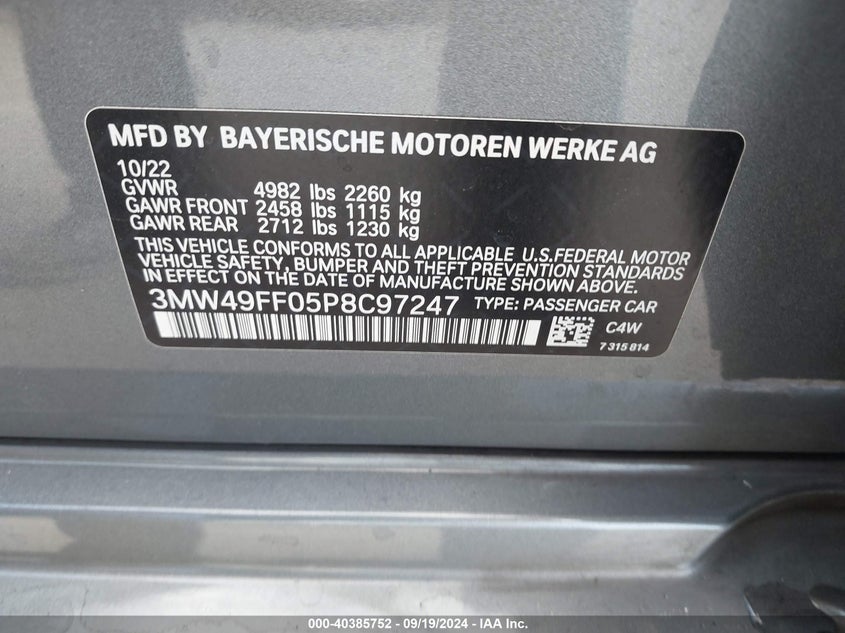 MFD BY BAYERISCHE MOTOREN WERKE AG
10/22
GVWR 4982 lbs 2260 kg
GAWR FRONT 2458 lbs 1115 kg
GAWR REAR 2712 lbs 1230 kg
THIS VEHICLE CONFORMS TO ALL APPLICABLE U.S.FEDERAL MOTOR
VEHICLE SAFETY, BUMPER AND THEFT PREVENTION STANDARDS
IN EFFECT ON THE DATE OF MANUFACTURE SHOWN ABOVE.
3MW49FF05P8C97247 TYPE: PASSENGER CAR
C4W
7 315 814
000-40385752 - 09/19/2024 - IAA Inc.